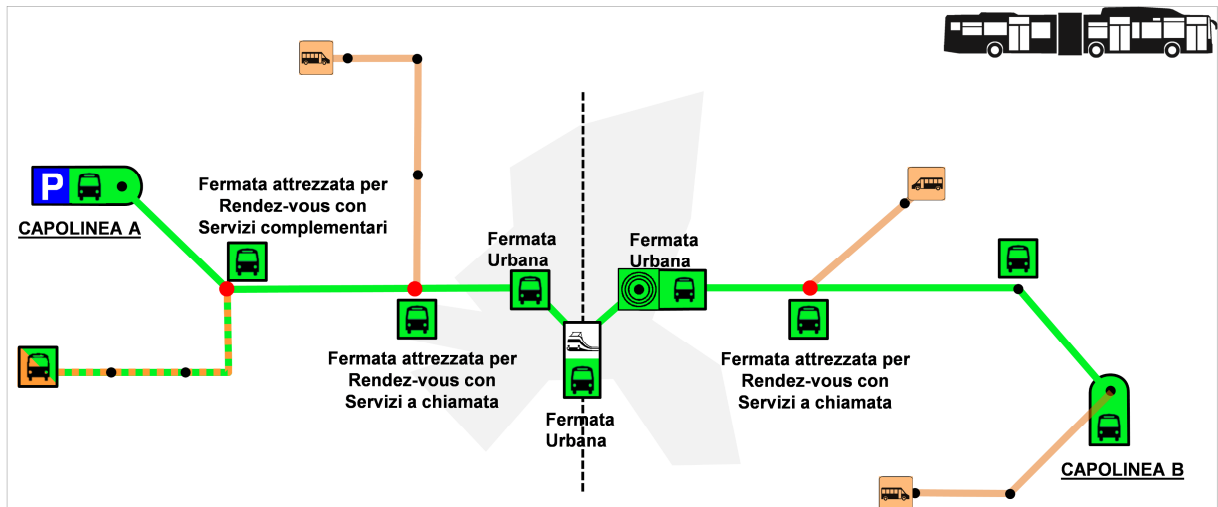 P
CAPOLINEA A
Fermata attrezzata per
Rendez-vous con
Servizi complementari
Fermata
Urbana
Fermata
Urbana
Fermata attrezzata per
Rendez-vous con
Servizi a chiamata
Fermata
Urbana
Fermata attrezzata per
Rendez-vous con
Servizi a chiamata
CAPOLINEA B